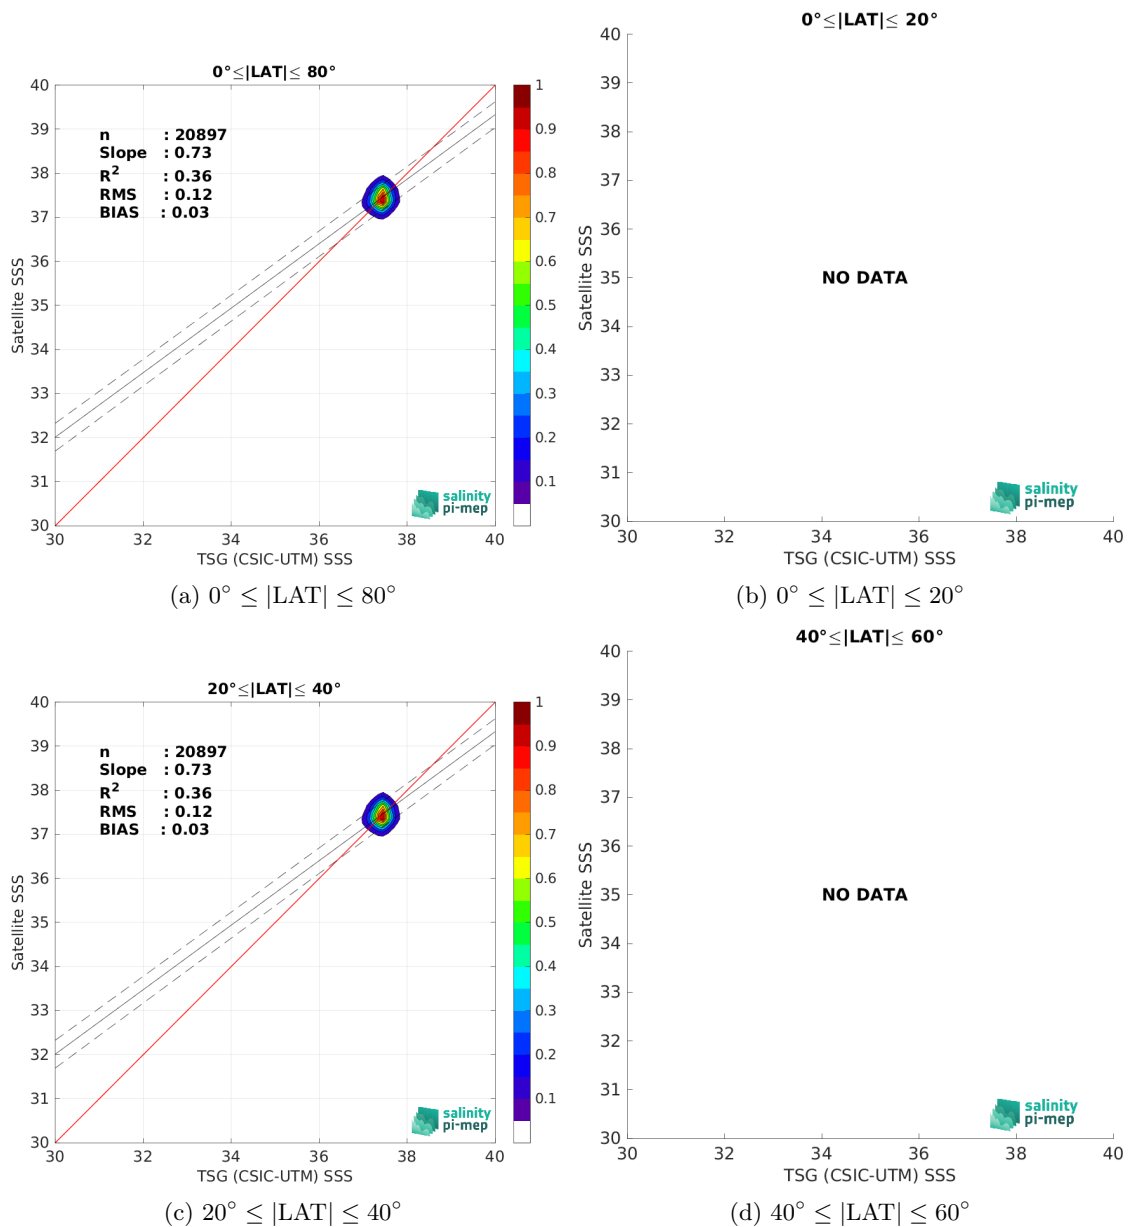 0°≤|LAT|≤ 80°
40
39
38
37
36
35
34
33
32
31
30
Satellite SSS
n : 20897
Slope : 0.73
R² : 0.36
RMS : 0.12
BIAS : 0.03
1
0.9
0.8
0.7
0.6
0.5
0.4
0.3
0.2
0.1
salinity
pi-mep
30 32 34 36 38 40
TSG (CSIC-UTM) SSS
(a) 0° ≤ |LAT| ≤ 80°
0°≤|LAT|≤ 20°
40
39
38
37
36
35
34
33
32
31
30
Satellite SSS
NO DATA
salinity
pi-mep
30 32 34 36 38 40
TSG (CSIC-UTM) SSS
(b) 0° ≤ |LAT| ≤ 20°
20°≤|LAT|≤ 40°
40
39
38
37
36
35
34
33
32
31
30
Satellite SSS
n : 20897
Slope : 0.73
R² : 0.36
RMS : 0.12
BIAS : 0.03
1
0.9
0.8
0.7
0.6
0.5
0.4
0.3
0.2
0.1
salinity
pi-mep
30 32 34 36 38 40
TSG (CSIC-UTM) SSS
(c) 20° ≤ |LAT| ≤ 40°
40°≤|LAT|≤ 60°
40
39
38
37
36
35
34
33
32
31
30
Satellite SSS
NO DATA
salinity
pi-mep
30 32 34 36 38 40
TSG (CSIC-UTM) SSS
(d) 40° ≤ |LAT| ≤ 60°